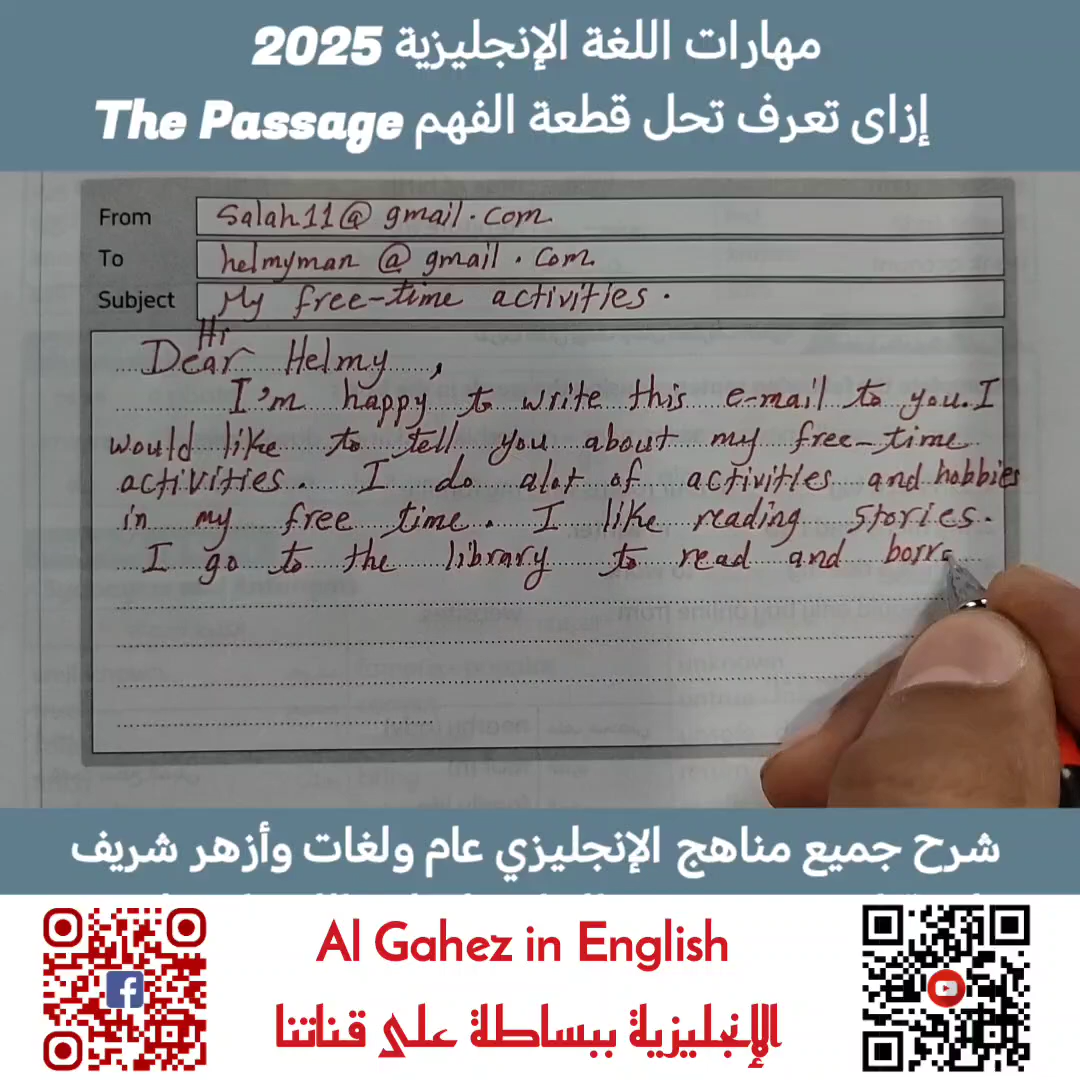 مهارات اللغة الإنجليزية 2025
إزاى تعرف تحل قطعة الفهم The Passage
From salah11@gmail.com
To helmyman@gmail.com
Subject My free-time activities.
Hi
Dear Helmy,
I'm happy to write this e-mail to you. I
would like to tell you about my free-time
activities. I do alot of activities and hobbies
in my free time. I like reading stories.
I go to the library to read and borro
شرح جميع مناهج الإنجليزي عام ولغات وأزهر شريف
Al Gahez in English
الإنجليزية ببساطة على قناتنا